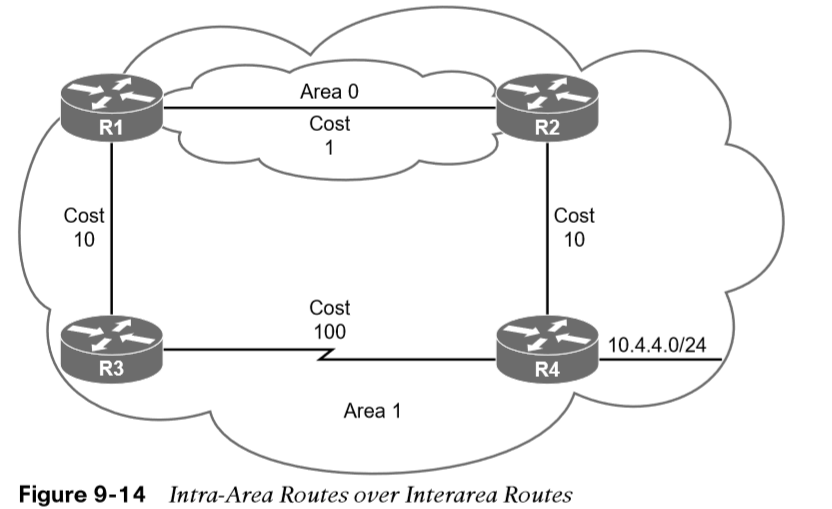 Area 0
R1
R2
Cost
1
Cost
10
Cost
10
Cost
100
R3
R4
10.4.4.0/24
Area 1
Figure 9-14 Intra-Area Routes over Interarea Routes